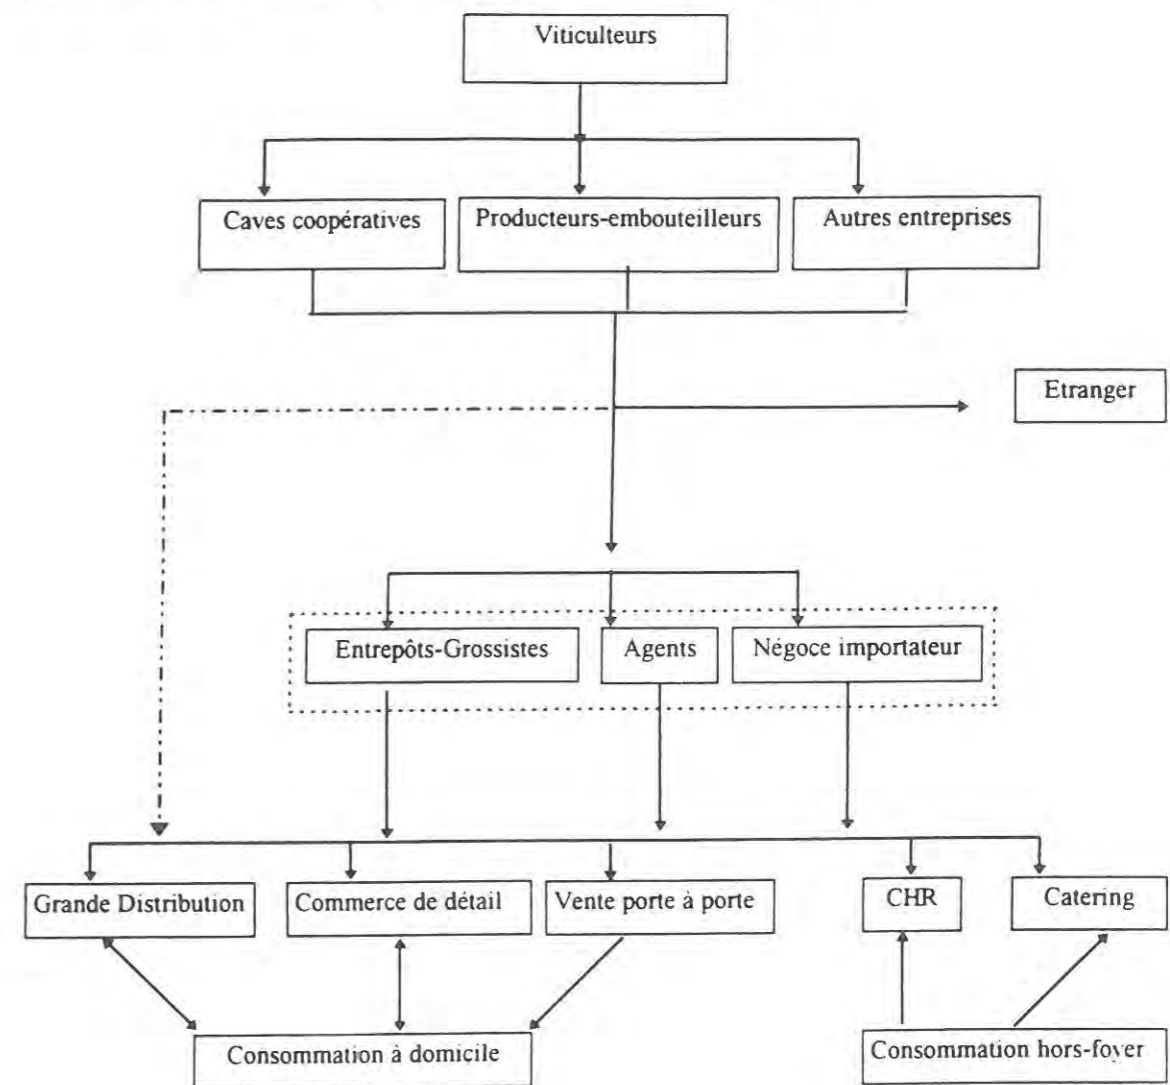 Viticulteurs
Caves coopératives
Producteurs-embouteilleurs
Autres entreprises
Etranger
Entrepôts-Grossistes
Agents
Négoce importateur
Grande Distribution
Commerce de détail
Vente porte à porte
CHR
Catering
Consommation à domicile
Consommation hors-foyer